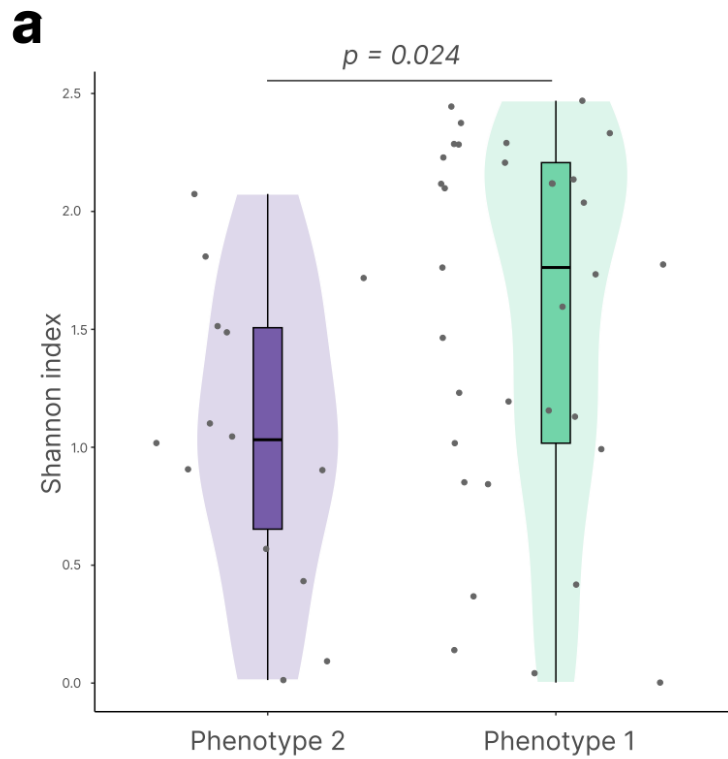 a
p = 0.024
2.5
2.0
1.5
1.0
0.5
0.0
Shannon index
Phenotype 2
Phenotype 1